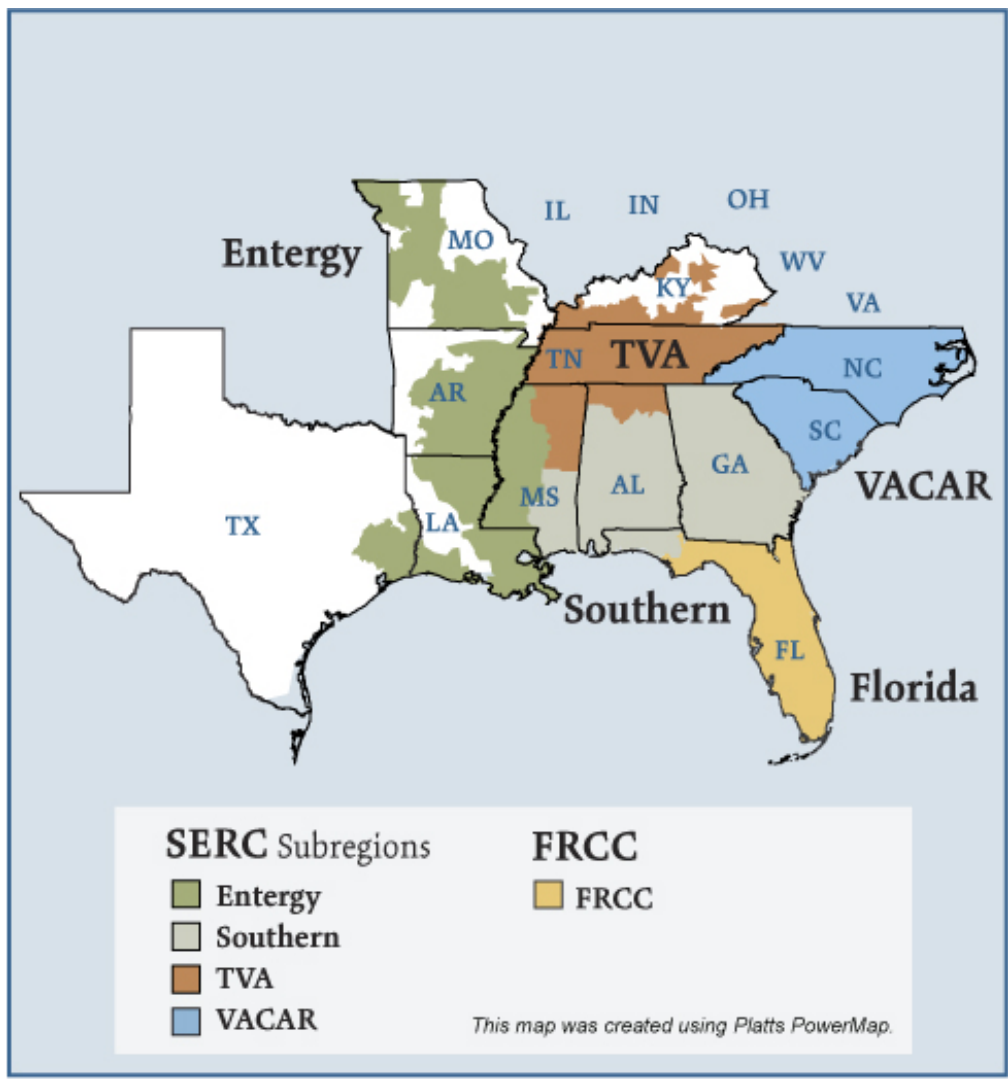 IL
IN
OH
MO
Entergy
WV
KY
VA
TN
TVA
NC
AR
SC
GA
AL
MS
VACAR
LA
TX
Southern
FL
Florida
SERC Subregions
Entergy
Southern
TVA
VACAR
FRCC
FRCC
This map was created using Platts PowerMap.